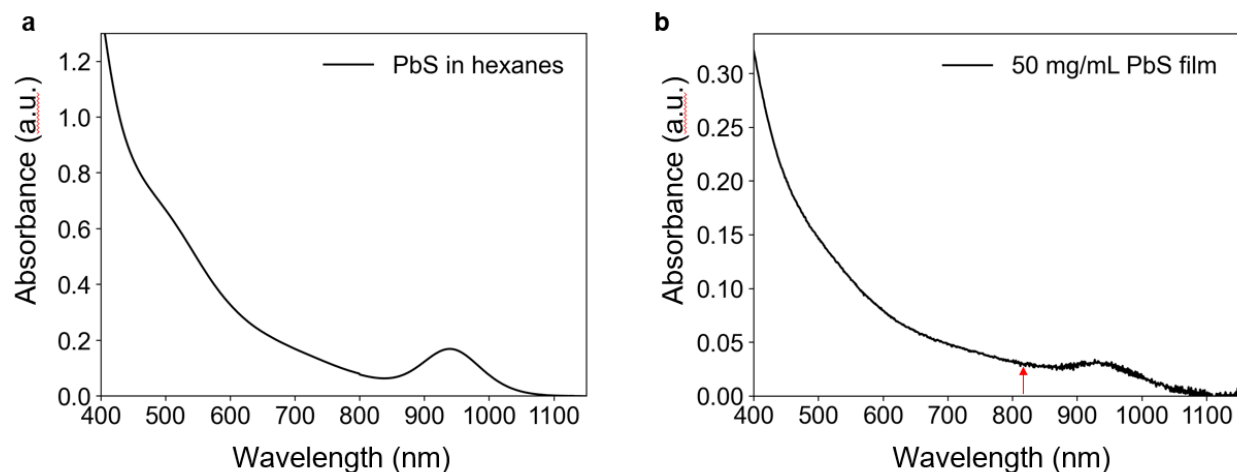 a
PbS in hexanes
Absorbance (a.u.)
1.2
1.0
0.8
0.6
0.4
0.2
0.0
400 500 600 700 800 900 1000 1100
Wavelength (nm)
b
50 mg/mL PbS film
Absorbance (a.u.)
0.30
0.25
0.20
0.15
0.10
0.05
0.00
400 500 600 700 800 900 1000 1100
Wavelength (nm)